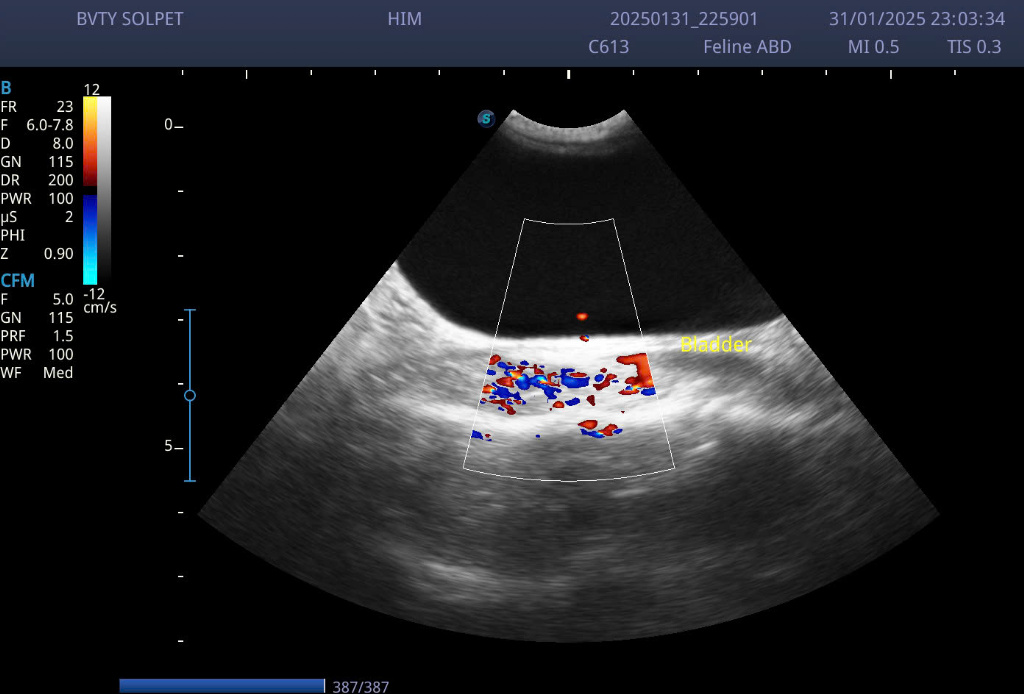 BVTY SOLPET HIM 20250131_225901 31/01/2025 23:03:34
C613 Feline ABD MI 0.5 TIS 0.3
B
FR 23
F 6.0-7.8
D 8.0
GN 115
DR 200
PWR 100
µS 2
PHI
Z 0.90
CFM
F 5.0
GN 115
PRF 1.5
PWR 100
WF Med
12
-12
cm/s
0
S
Bladder
5
387/387